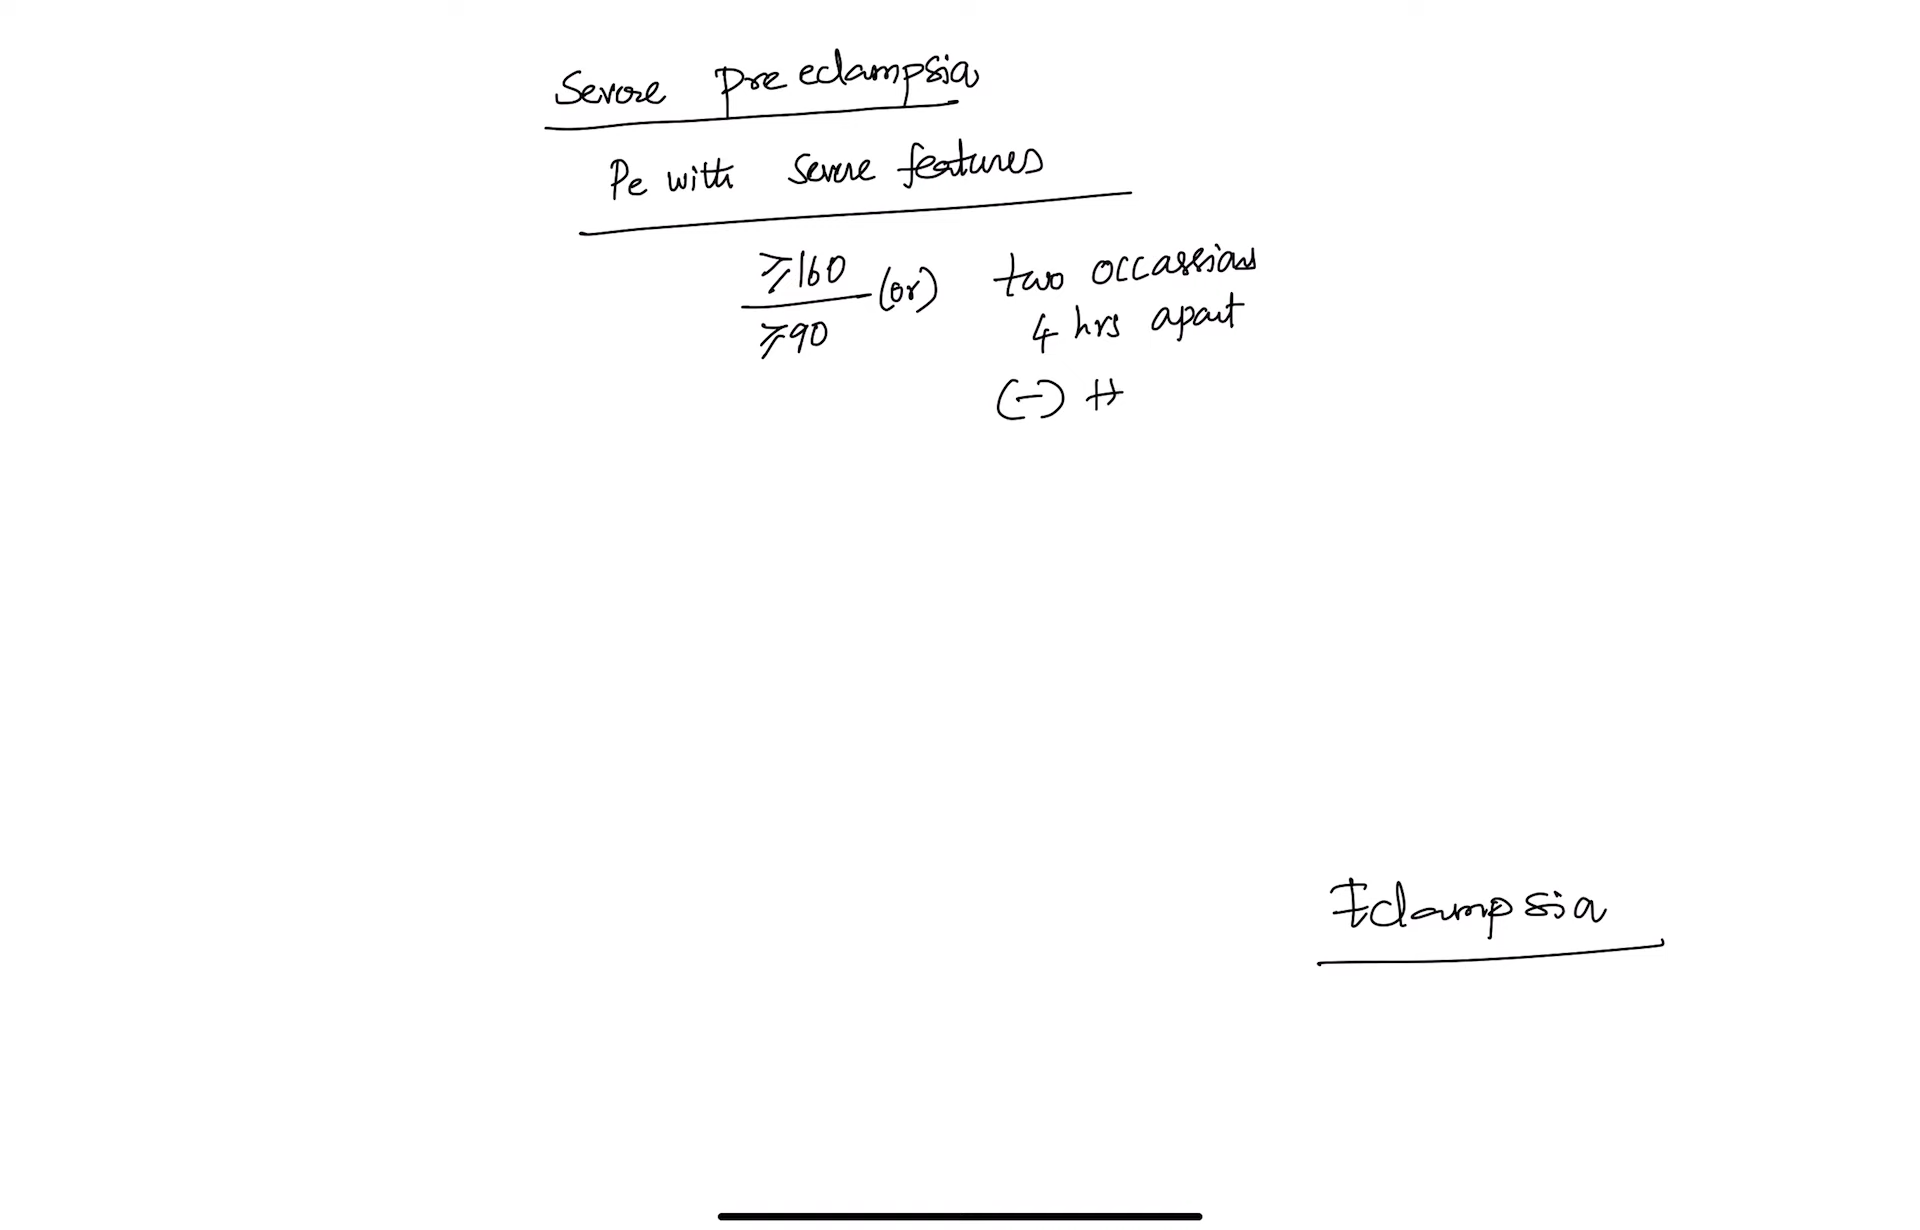 Severe Pre eclampsia
Pe with severe features
≥160
(or) two occassions
≥90
4 hrs apart
(-) H
Eclampsia